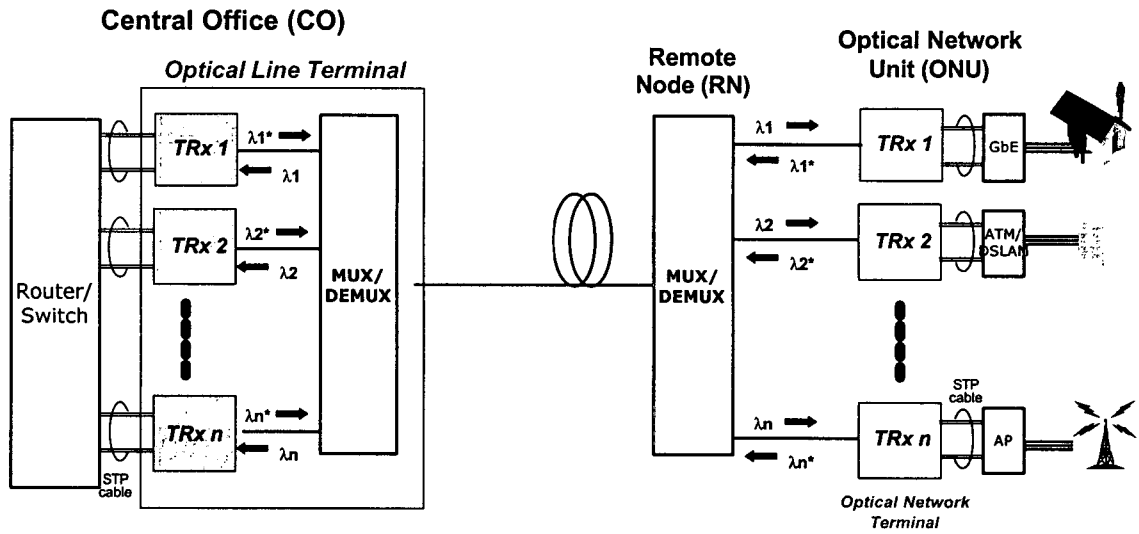 Central Office (CO)
Optical Line Terminal
Remote
Node (RN)
Optical Network
Unit (ONU)
Router/
Switch
TRx 1
λ1*
λ1
TRx 2
λ2*
λ2
TRx n
λn*
λn
STP
cable
MUX/
DEMUX
MUX/
DEMUX
λ1
λ1*
TRx 1
GbE
λ2
λ2*
TRx 2
ATM/
DSLAM
λn
λn*
TRx n
STP
cable
AP
Optical Network
Terminal